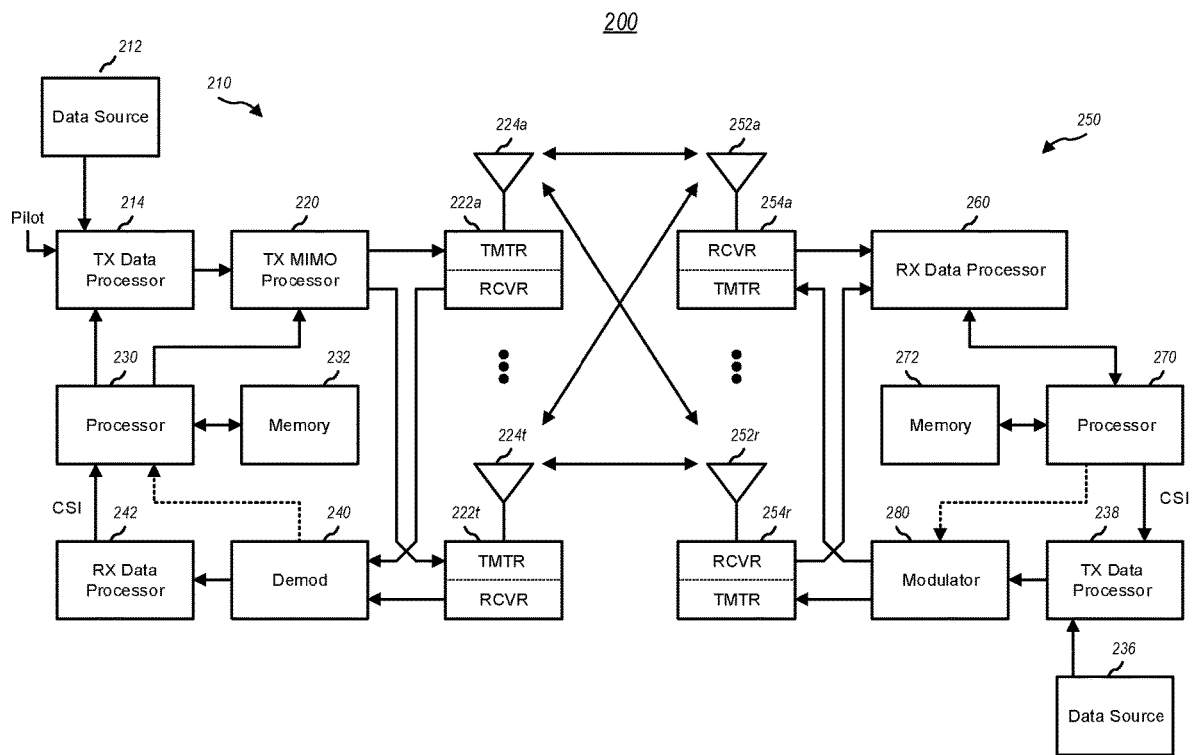 200
212
Data Source
210
224a
252a
250
Pilot
214
TX Data
Processor
220
TX MIMO
Processor
222a
TMTR
RCVR
254a
RCVR
TMTR
260
RX Data Processor
230
Processor
232
Memory
272
Memory
270
Processor
224t
252r
CSI
CSI
242
RX Data
Processor
240
Demod
222t
TMTR
RCVR
254r
RCVR
TMTR
280
Modulator
238
TX Data
Processor
236
Data Source